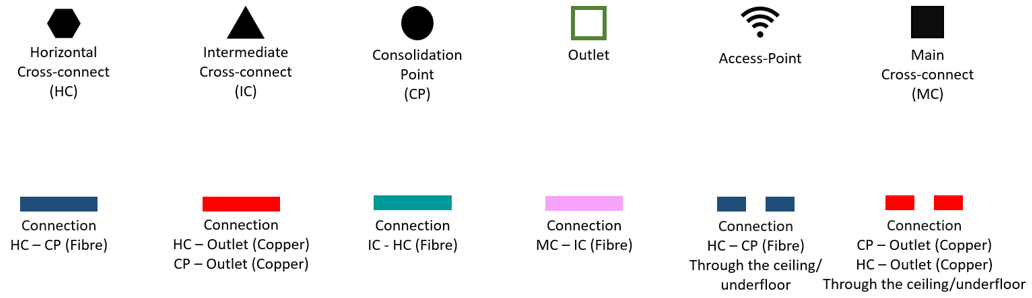 Horizontal
Cross-connect
(HC)
Intermediate
Cross-connect
(IC)
Consolidation
Point
(CP)
Outlet
Access-Point
Main
Cross-connect
(MC)
Connection
HC – CP (Fibre)
Connection
HC – Outlet (Copper)
CP – Outlet (Copper)
Connection
IC - HC (Fibre)
Connection
MC – IC (Fibre)
Connection
HC – CP (Fibre)
Through the ceiling/
underfloor
Connection
CP – Outlet (Copper)
HC – Outlet (Copper)
Through the ceiling/underfloor